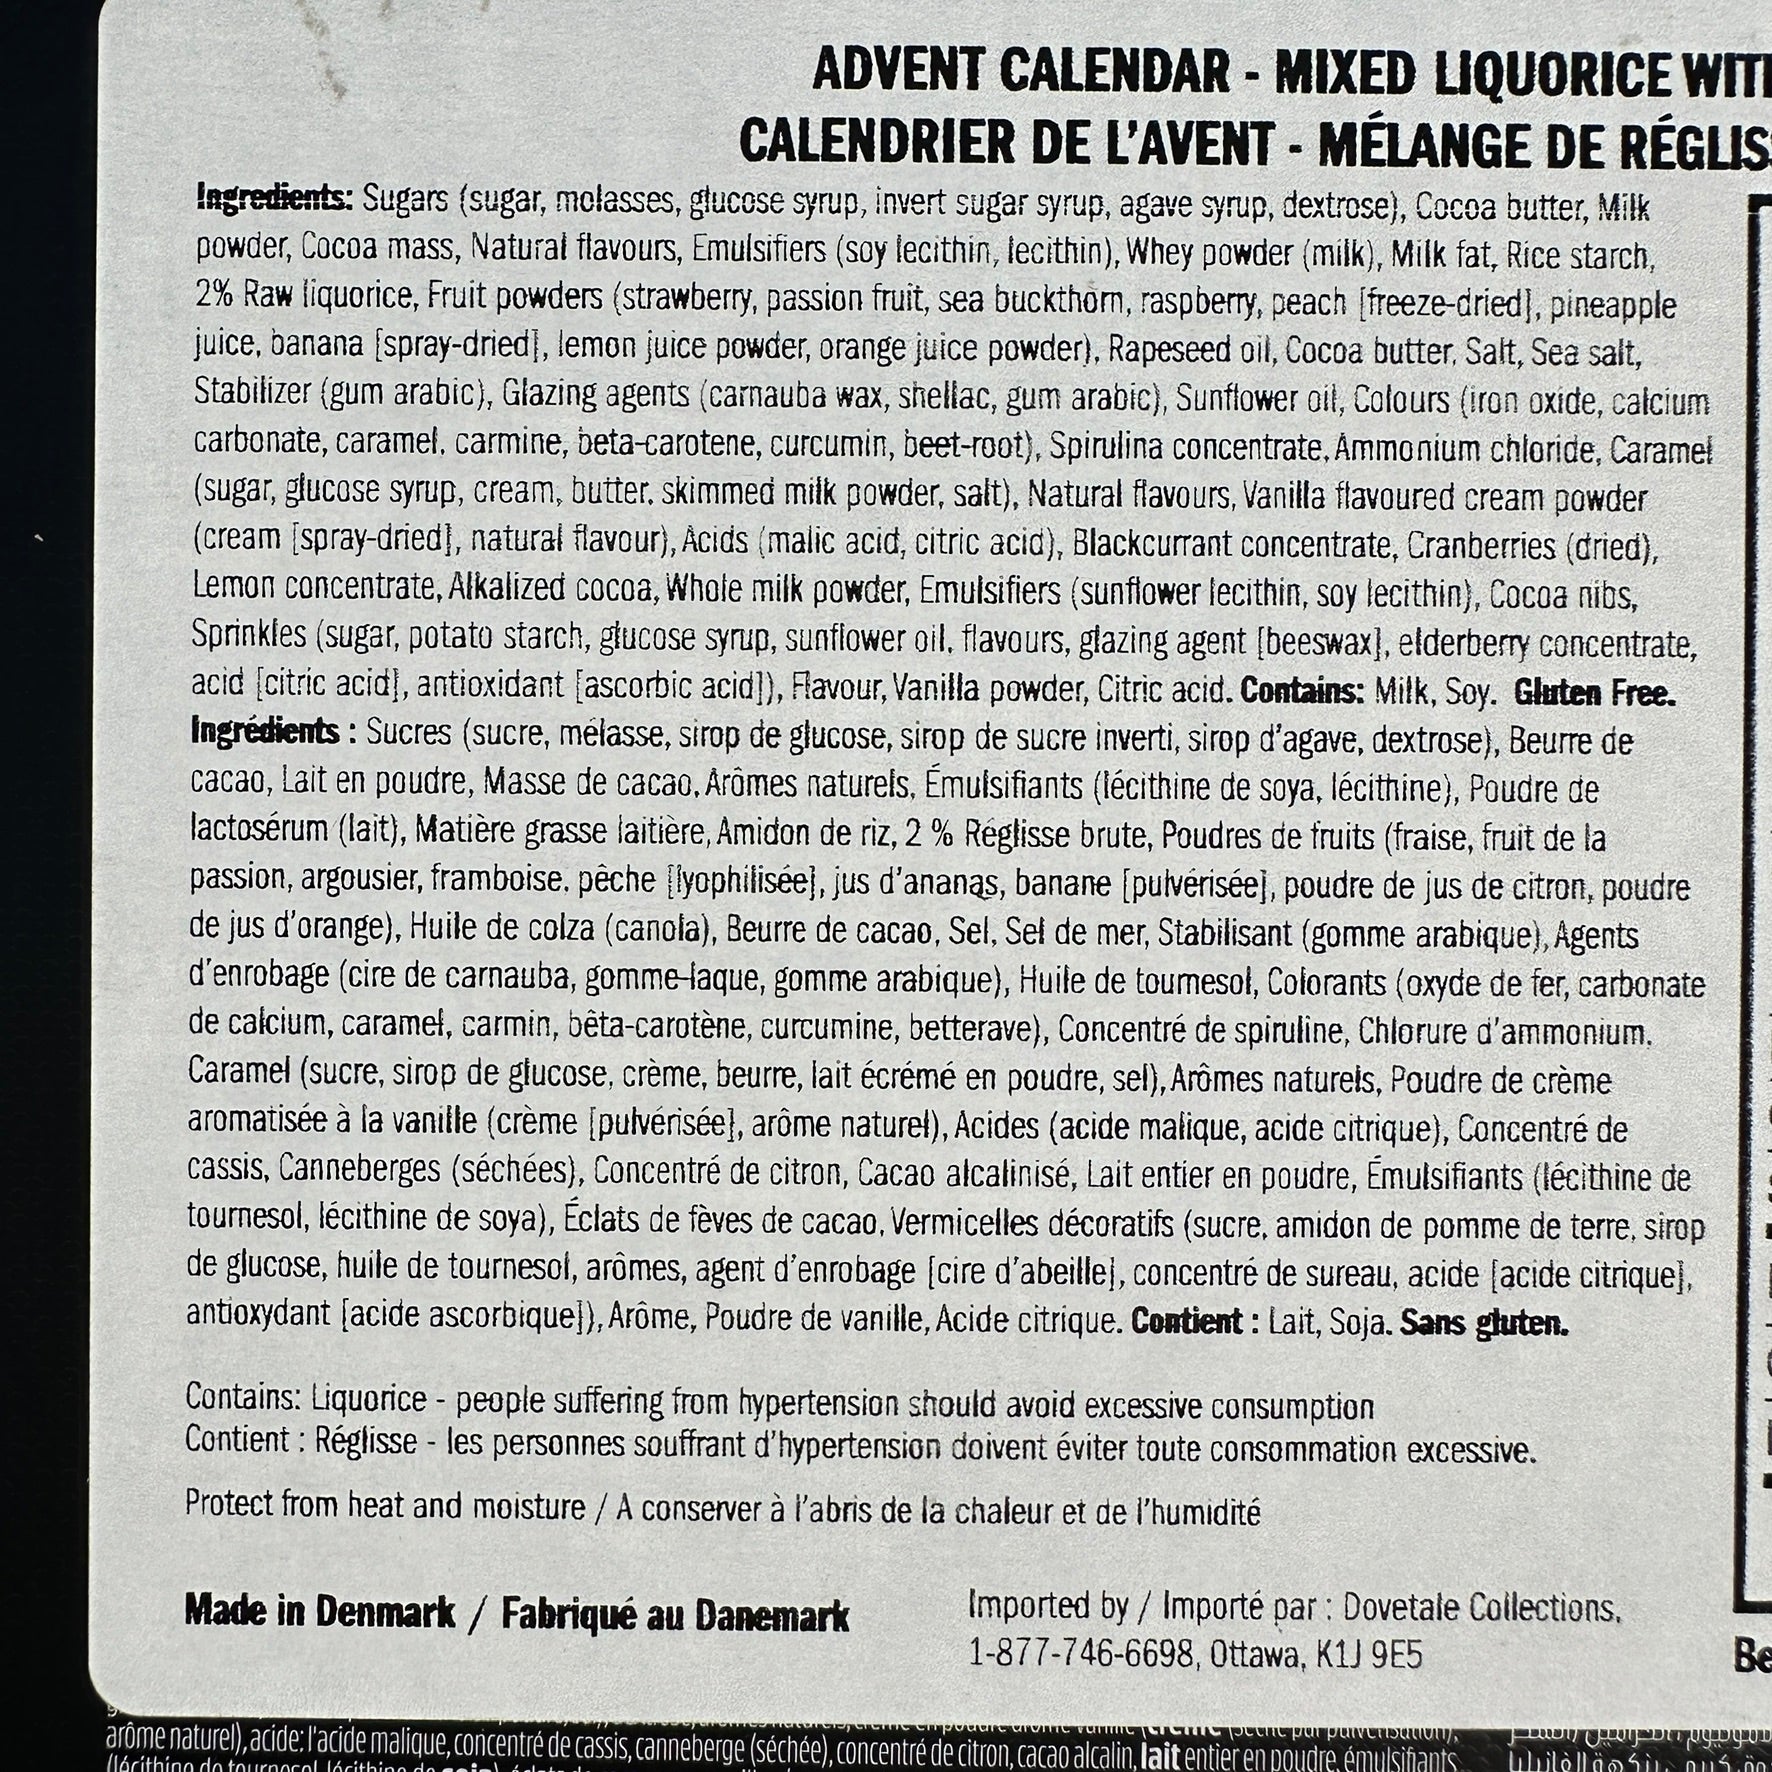 ADVENT CALENDAR - MIXED LIQUORICE
CALENDRIER DE L'AVENT - MÉLANGE DE
Ingredients: Sugars (sugar, molasses, glucose syrup, invert sugar syrup, agave syrup, dextrose), Cocoa butter, Milk
powder, Cocoa mass, Natural flavours, Emulsifiers (soy lecithin, lecithin), Whey powder (milk), Milk fat, Rice starch,
2% Raw liquorice, Fruit powders (strawberry, passion fruit, sea buckthorn, raspberry, peach [freeze-dried], pineapple
juice, banana [spray-dried], lemon juice powder, orange juice powder), Rapeseed oil, Cocoa butter, Salt, Sea salt,
Stabilizer (gum arabic), Glazing agents (carnauba wax, shellac, gum arabic), Sunflower oil, Colours (iron oxide, calcium
carbonate, caramel, carmine, beta-carotene, curcumin, beet-root), Spirulina concentrate, Ammonium chloride, Caramel
(sugar, glucose syrup, cream, butter, skimmed milk powder, salt), Natural flavours, Vanilla flavoured cream powder
(cream [spray-dried], natural flavour), Acids (malic acid, citric acid), Blackcurrant concentrate, Cranberries (dried),
Lemon concentrate, Alkalized cocoa, Whole milk powder, Emulsifiers (sunflower lecithin, soy lecithin), Cocoa nibs,
Sprinkles (sugar, potato starch, glucose syrup, sunflower oil, flavours, glazing agent [beeswax], elderberry concentrate,
acid [citric acid], antioxidant [ascorbic acid]), Flavour, Vanilla powder, Citric acid. Contains: Milk, Soy. Gluten Free.
Ingrédients : Sucres (sucre, mélasse, sirop de glucose, sirop de sucre inverti, sirop d'agave, dextrose), Beurre de
cacao, Lait en poudre, Masse de cacao, Arômes naturels, Émulsifiants (lécithine de soya, lécithine), Poudre de
lactosérum (lait), Matière grasse laitière, Amidon de riz, 2 % Réglisse brute, Poudres de fruits (fraise, fruit de la
passion, argousier, framboise, pêche [lyophilisée], jus d'ananas, banane [pulvérisée], poudre de jus de citron, poudre
de jus d'orange), Huile de colza (canola), Beurre de cacao, Sel, Sel de mer, Stabilisant (gomme arabique), Agents
d'enrobage (cire de carnauba, gomme-laque, gomme arabique), Huile de tournesol, Colorants (oxyde de fer, carbonate
de calcium, caramel, carmin, bêta-carotène, curcumine, betterave), Concentré de spiruline, Chlorure d'ammonium.
Caramel (sucre, sirop de glucose, crème, beurre, lait écrémé en poudre, sel), Arômes naturels, Poudre de crème
aromatisée à la vanille (crème [pulvérisée], arôme naturel), Acides (acide malique, acide citrique), Concentré de
cassis, Canneberges (séchées), Concentré de citron, Cacao alcalinisé, Lait entier en poudre, Émulsifiants (lécithine de
tournesol, lécithine de soya), Éclats de fèves de cacao, Vermicelles décoratifs (sucre, amidon de pomme de terre, sirop
de glucose, huile de tournesol, arômes, agent d'enrobage [cire d'abeille], concentré de sureau, acide [acide citrique],
antioxydant [acide ascorbique]), Arôme, Poudre de vanille, Acide citrique. Contient : Lait, Soja. Sans gluten.
Contains: Liquorice - people suffering from hypertension should avoid excessive consumption
Contient : Réglisse - les personnes souffrant d'hypertension doivent éviter toute consommation excessive.
Protect from heat and moisture / A conserver à l'abris de la chaleur et de l'humidité
Made in Denmark / Fabriqué au Danemark
Imported by / Importé par : Dovetale Collections,
1-877-746-6698, Ottawa, K1J 9E5
arôme naturel), acide: l'acide malique, concentré de cassis, canneberge (séchée), concentré de citron, cacao alcalin, lait entier en poudre, émulsifiants